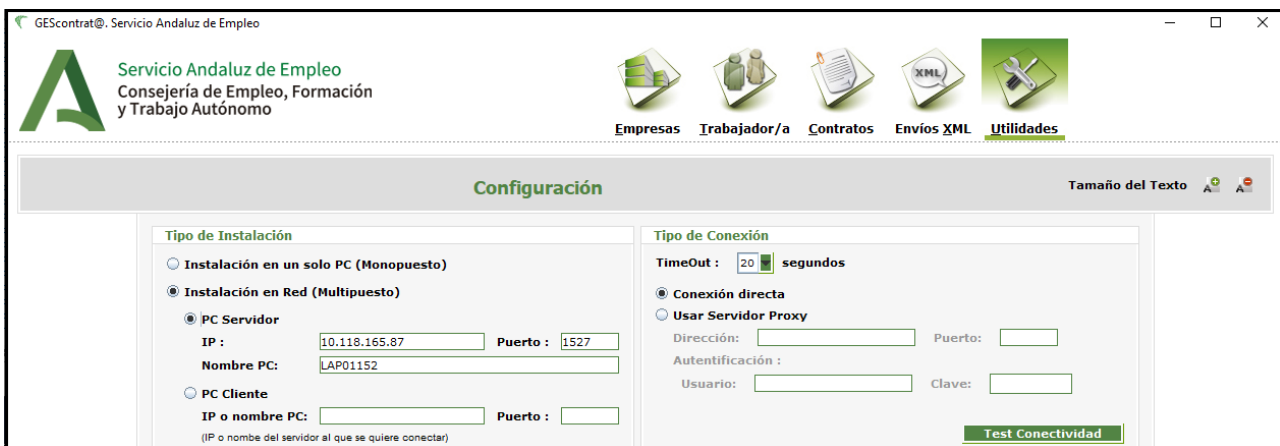 GEScontrat@. Servicio Andaluz de Empleo
Servicio Andaluz de Empleo
Consejería de Empleo, Formación
y Trabajo Autónomo
Empresas Trabajador/a Contratos Envíos XML Utilidades
XML
Configuración
Tamaño del Texto A A
Tipo de Instalación
Instalación en un solo PC (Monopuesto)
Instalación en Red (Multipuesto)
PC Servidor
IP : 10.118.165.87 Puerto : 1527
Nombre PC: LAP01152
PC Cliente
IP o nombre PC: Puerto :
(IP o nombe del servidor al que se quiere conectar)
Tipo de Conexión
TimeOut : 20 segundos
Conexión directa
Usar Servidor Proxy
Dirección: Puerto:
Autentificación :
Usuario: Clave:
Test Conectividad